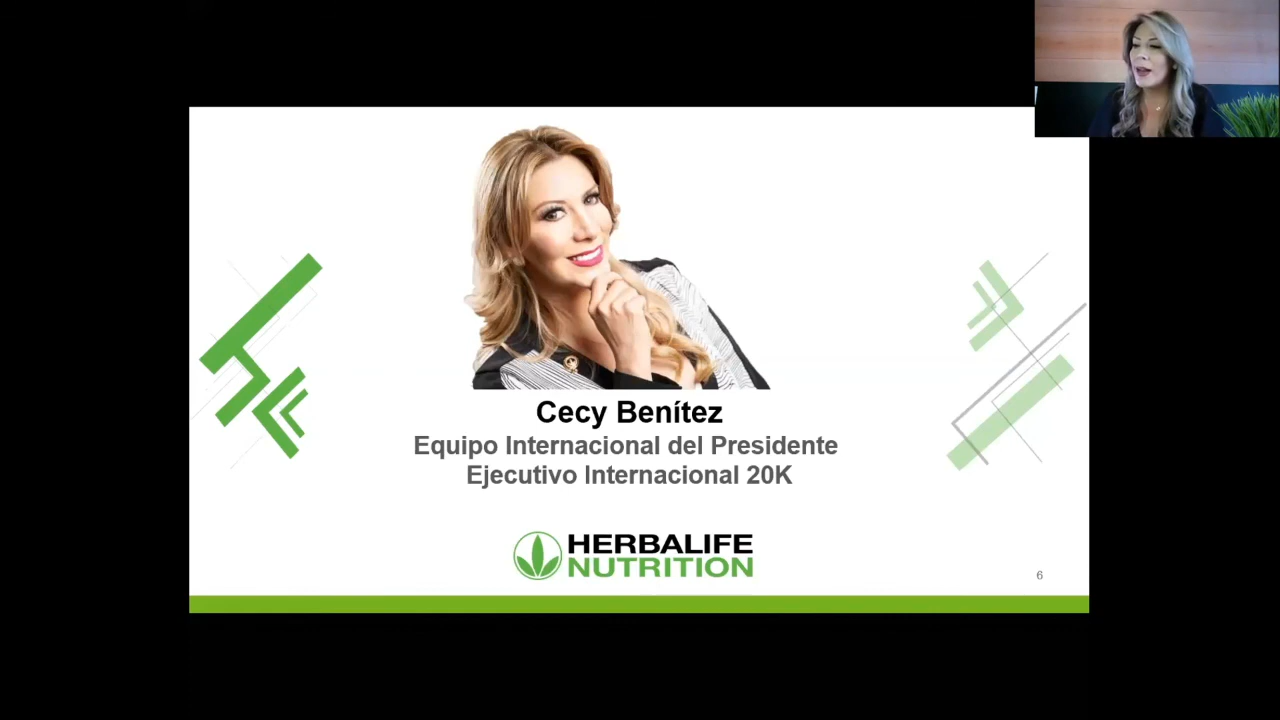 Cecy Benítez
Equipo Internacional del Presidente
Ejecutivo Internacional 20K
HERBALIFE
NUTRITION
6